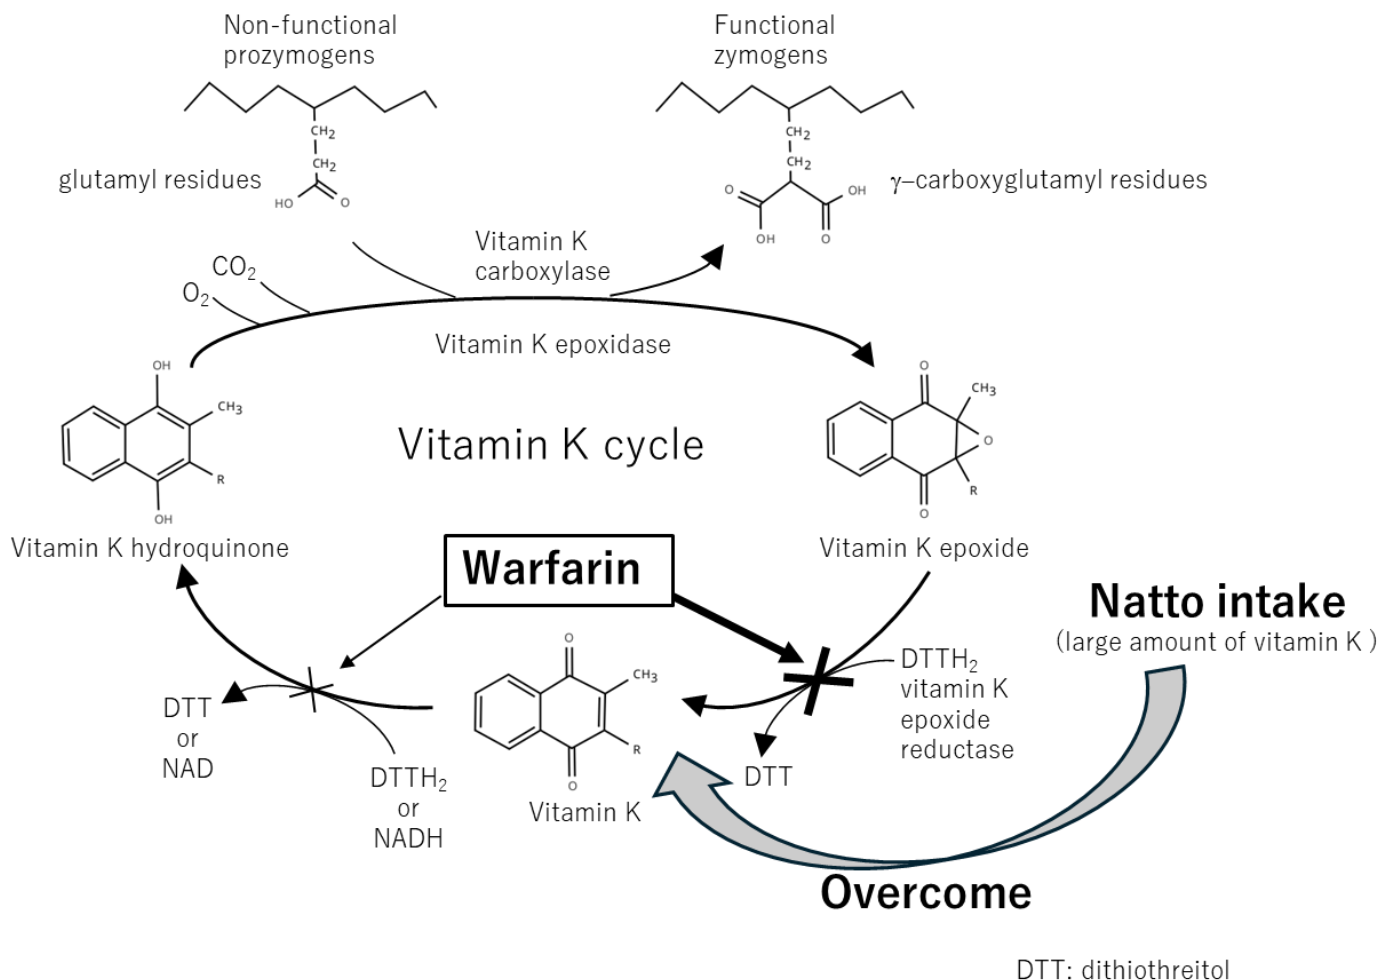 Non-functional
prozymogens
Functional
zymogens
CH2
CH2
HO
O
glutamyl residues
CH2
CH2
O
OH
OH
O
γ–carboxyglutamyl residues
Vitamin K
carboxylase
CO2
O2
Vitamin K epoxidase
OH
CH3
R
OH
Vitamin K hydroquinone
Vitamin K cycle
O
CH3
O
R
O
Vitamin K epoxide
Warfarin
Natto intake
(large amount of vitamin K )
DTTH2
vitamin K
epoxide
reductase
DTT
O
CH3
R
O
Vitamin K
DTT
or
NAD
DTTH2
or
NADH
Overcome
DTT: dithiothreitol